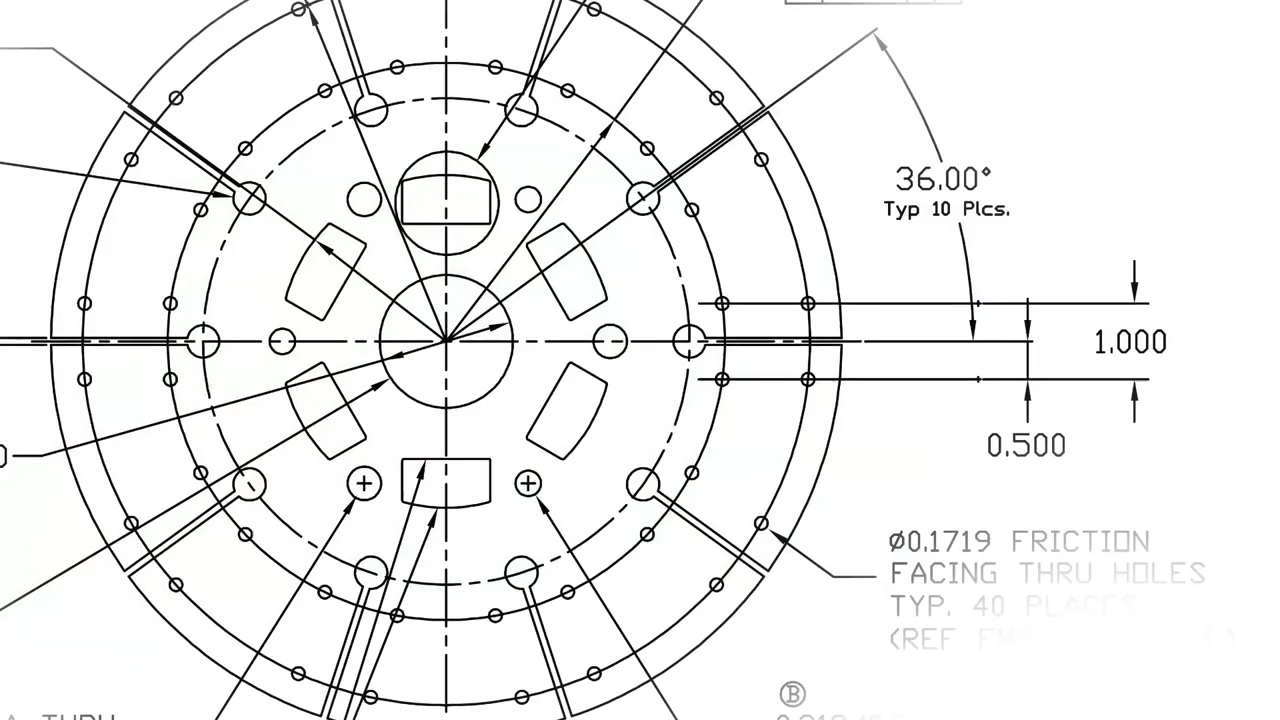 36.00°
Typ 10 Plcs.
1.000
0.500
Ø0.1719 FRICTION
FACING THRU HOLES
TYP. 40 PLACES
(REF
B
THRU